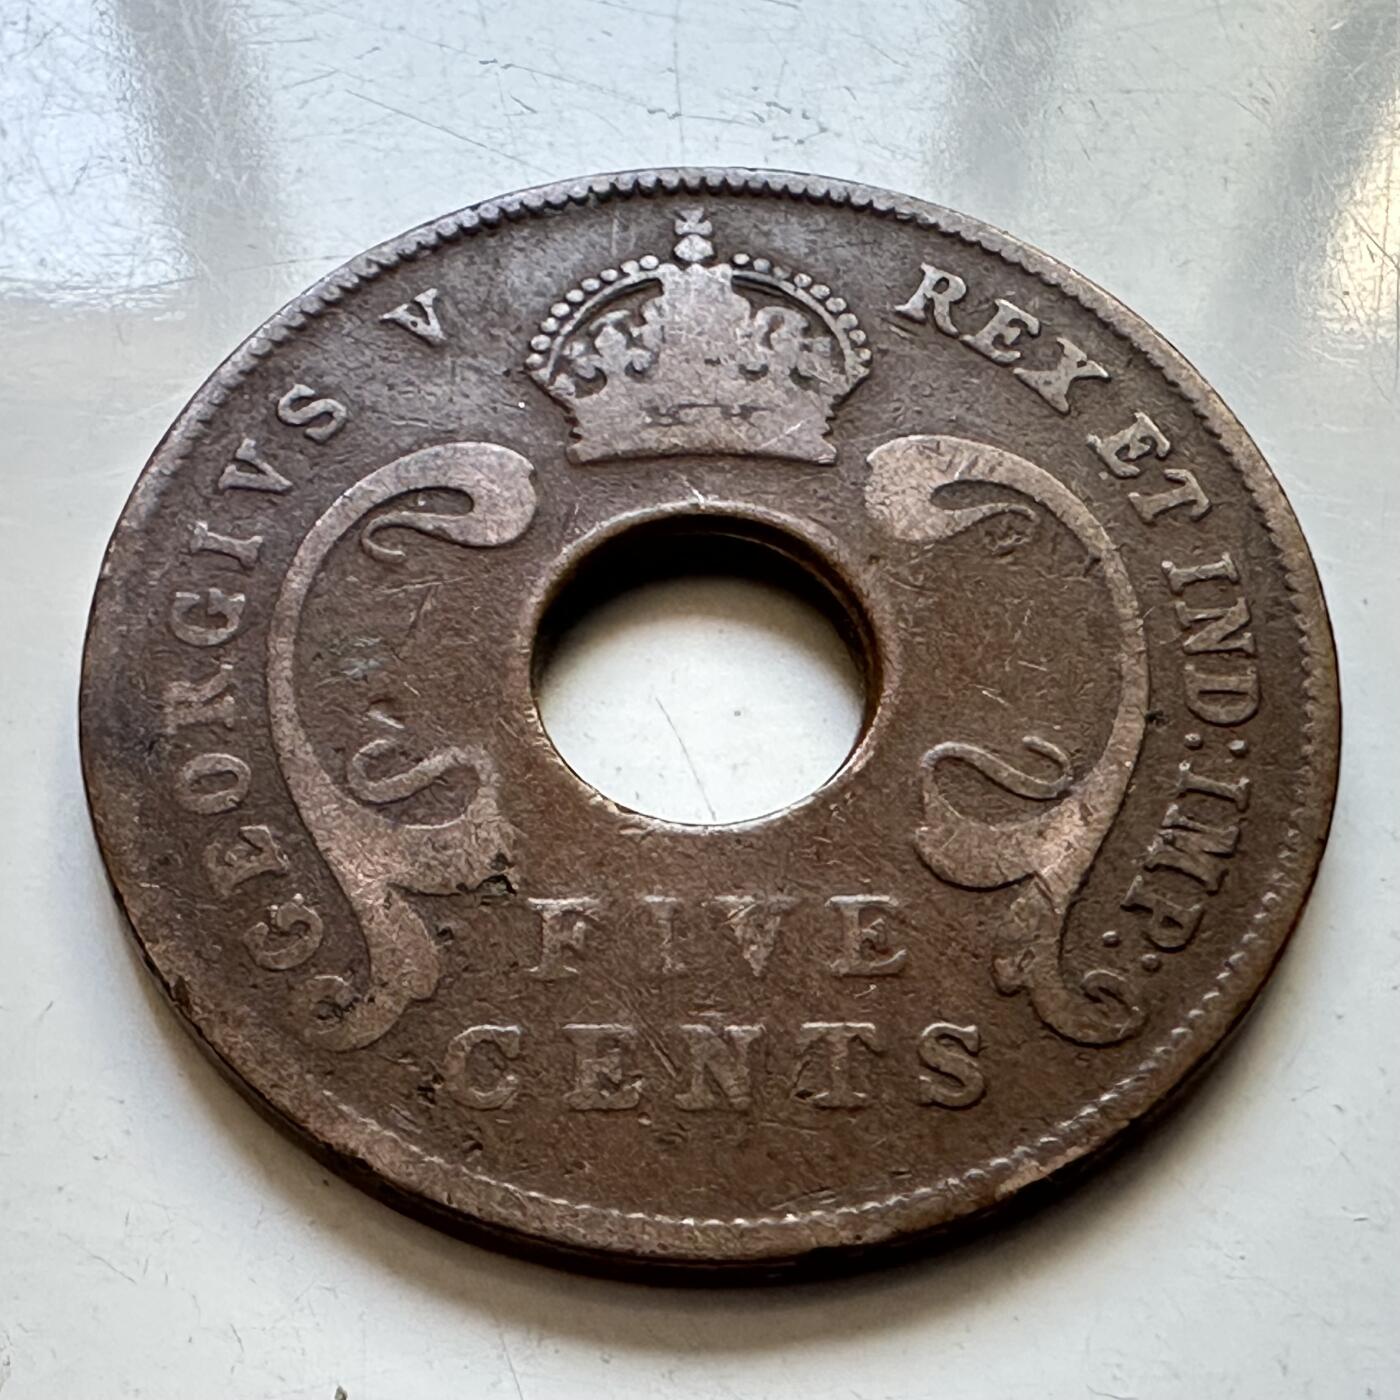 GEORGIVS V REX ET IND:IMP:
FIVE
CENTS